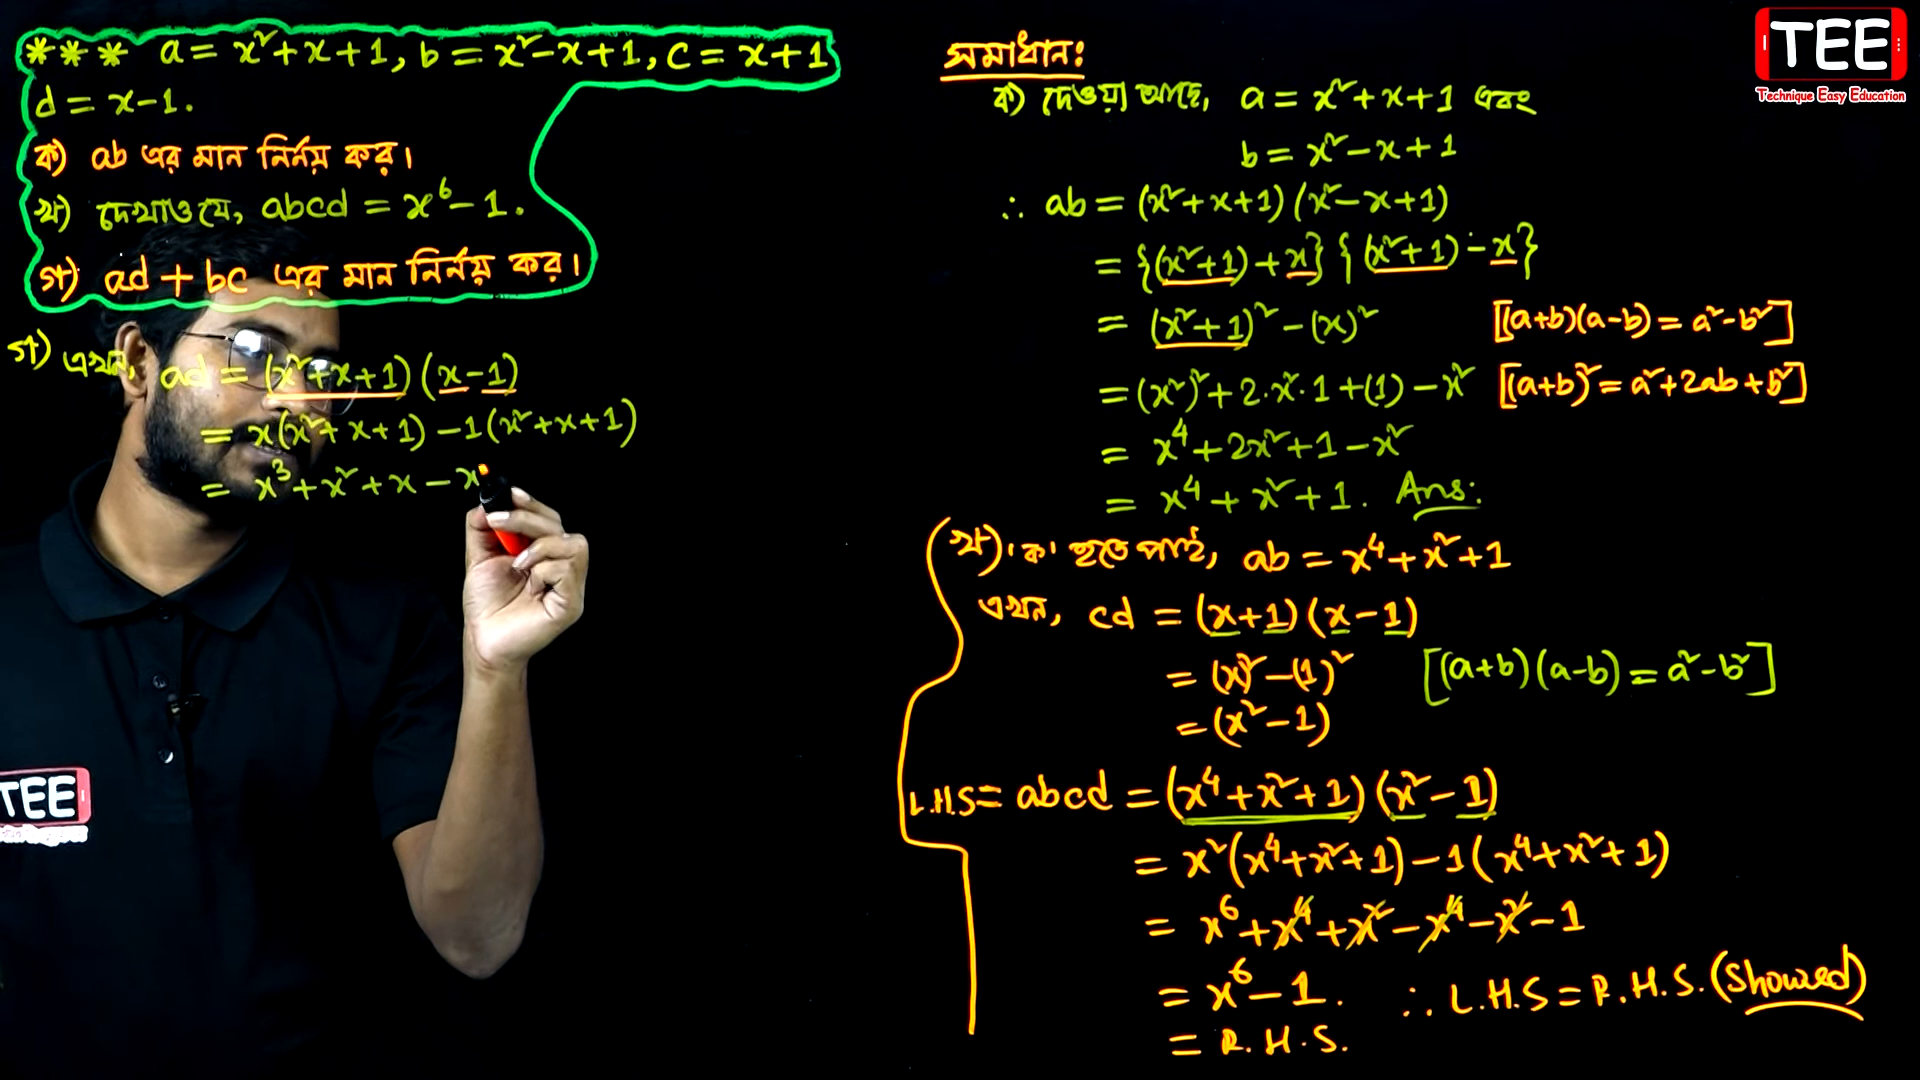 *** a = x²+x+1, b = x²-x+1, c = x+1
d = x-1.
ক) ab এর মান নির্নয় কর।
খ) দেখাও যে, abcd = x⁶-1.
গ) ad + bc এর মান নির্নয় কর।
গ) এখন, ad = (x²+x+1)(x-1)
= x(x²+x+1) -1(x²+x+1)
= x³+x²+x-x
সমাধান:
ক) দেওয়া আছে, a = x²+x+1 এবং
b = x²-x+1
∴ ab = (x²+x+1)(x²-x+1)
= {(x²+1)+x}{(x²+1)-x}
= (x²+1)² - (x)² [(a+b)(a-b) = a²-b²]
= (x²)²+2.x².1+(1)-x² [(a+b)² = a²+2ab+b²]
= x⁴+2x²+1-x²
= x⁴+x²+1. Ans:
খ) 'ক' হতে পাই, ab = x⁴+x²+1
এখন, cd = (x+1)(x-1)
= (x)²-(1)² [(a+b)(a-b) = a²-b²]
= (x²-1)
L.H.S = abcd = (x⁴+x²+1)(x²-1)
= x²(x⁴+x²+1)-1(x⁴+x²+1)
= x⁶+x⁴+x²-x⁴-x²-1
= x⁶-1. ∴ L.H.S = R.H.S. (Showed)
= R.H.S.
TEE
Technique Easy Education
TEE